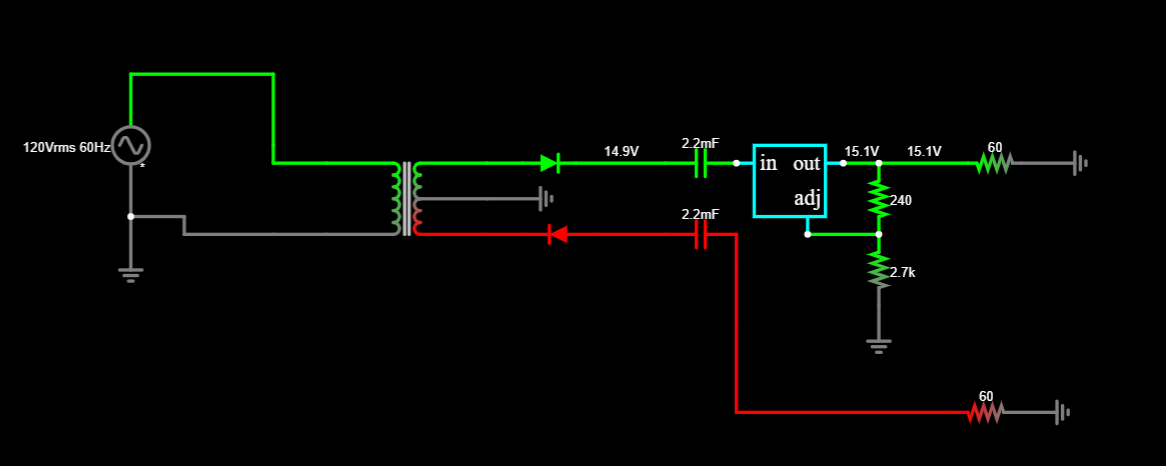 2.2mF
120Vrms 60Hz
*
14.9V
15.1V
15.1V
60
in
out
adj
240
2.2mF
2.7k
60